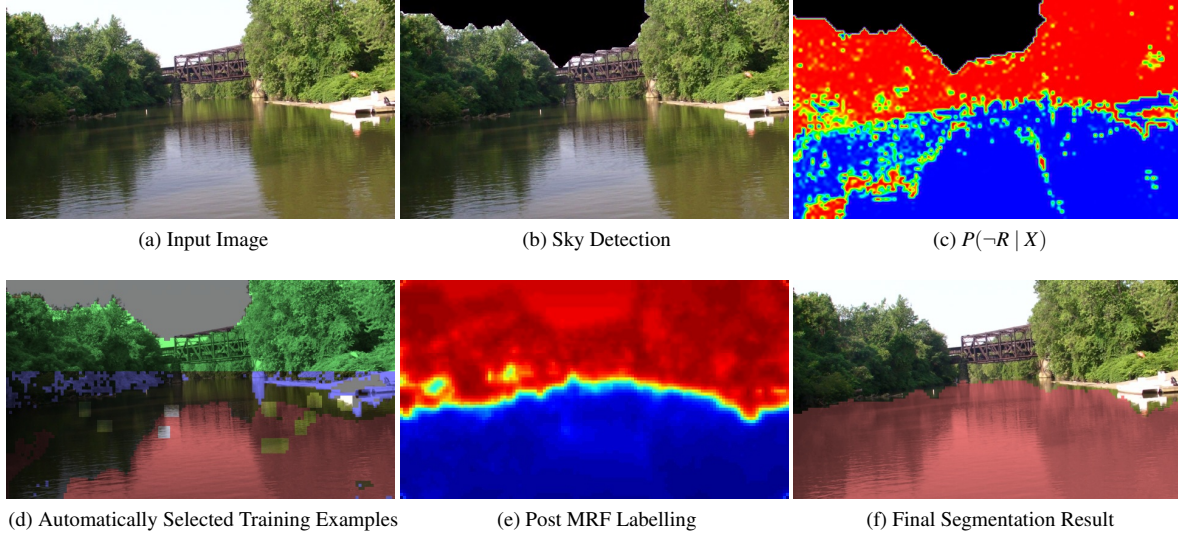 (a) Input Image
(b) Sky Detection
(c) P(¬R | X)
(d) Automatically Selected Training Examples
(e) Post MRF Labelling
(f) Final Segmentation Result